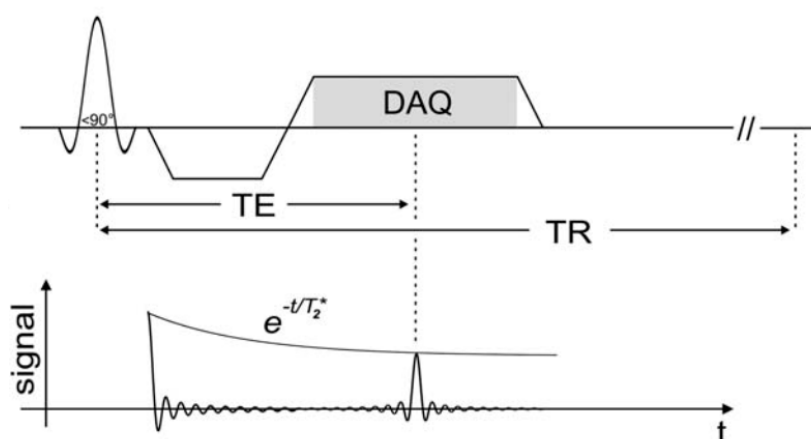 <90°
DAQ
TE
TR
signal
e^-t/T₂*
t